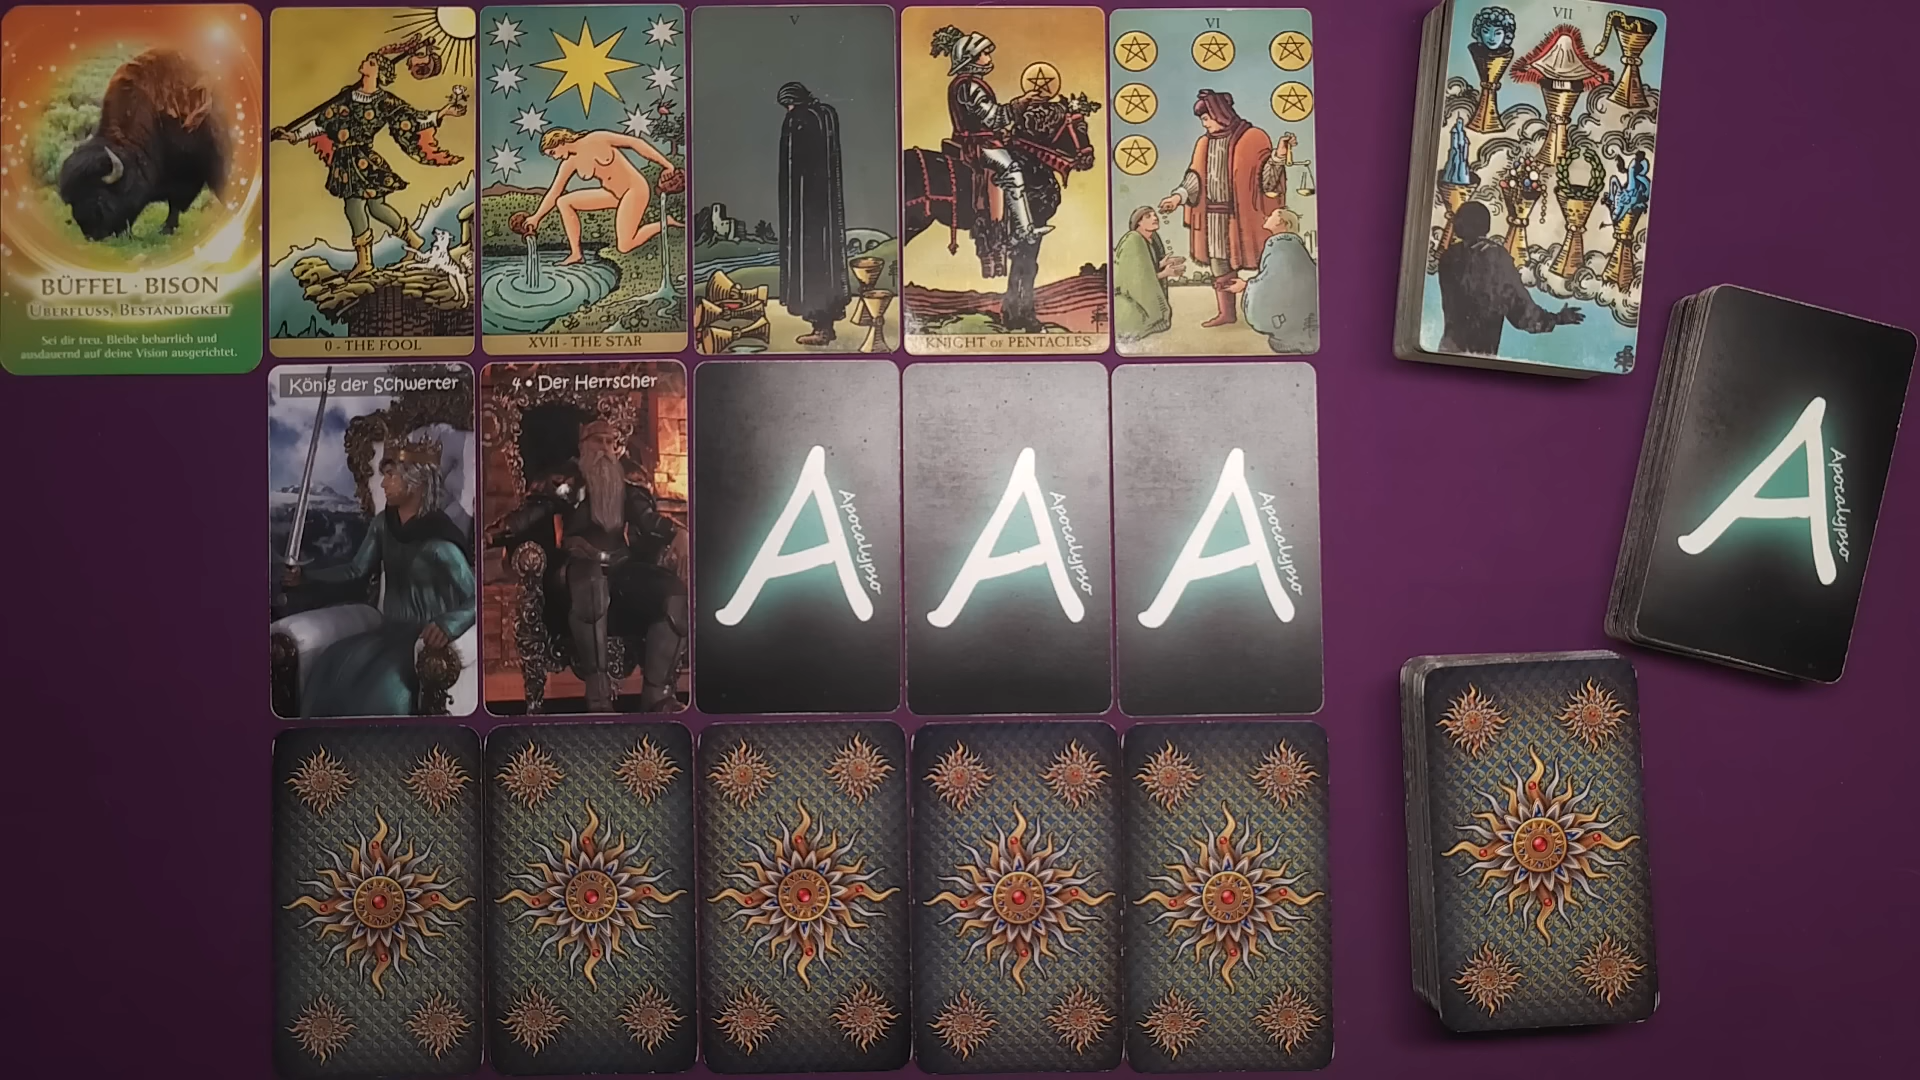 BÜFFEL · BISON
ÜBERFLUSS, BESTÄNDIGKEIT
Sei dir treu. Bleibe beharrlich und
ausdauernd auf deine Vision ausgerichtet.
0 - THE FOOL
XVII - THE STAR
V
KNIGHT OF PENTACLES
VI
VII
König der Schwerter
4 • Der Herrscher
A
Apocalypso
A
Apocalypso
A
Apocalypso
A
Apocalypso